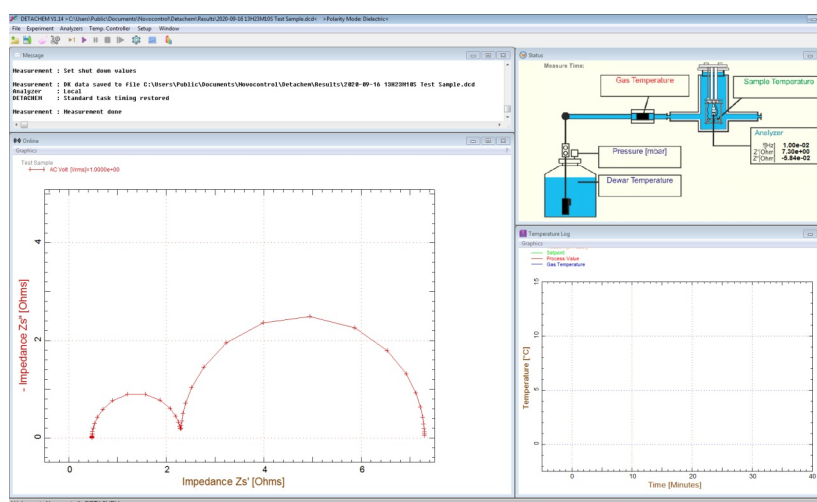 DETACHEM V1.14 >C:\Users\Public\Documents\Novocontrol\Detachem\Results\2020-09-16 13H23M10S Test Sample.dcd< >Polarity Mode: Dielectric<
File Experiment Analyzers Temp. Controller Setup Window
Message
Measurement : Set shut down values
Measurement : DK data saved to File C:\Users\Public\Documents\Novocontrol\Detachem\Results\2020-09-16 13H23M10S Test Sample.dcd
Analyzer : Local
DETACHEM : Standard task timing restored
Measurement : Measurement done
Online
Graphics ?
Test Sample
AC Volt [Vrms]=1.0000e+00
- Impedance Zs'' [Ohms]
4
2
0
0 2 4 6
Impedance Zs' [Ohms]
Status
Measure Time:
Gas Temperature
Sample Temperature
Analyzer
1.00e-02
Z'[Ohm] 7.30e+00
Z''[Ohm] -5.84e-02
Pressure [mbar]
Dewar Temperature
Temperature Log
Graphics
Setpoint
Process Value
Gas Temperature
Temperature [°C]
15
10
5
0
0 10 20 30 40
Time [Minutes]